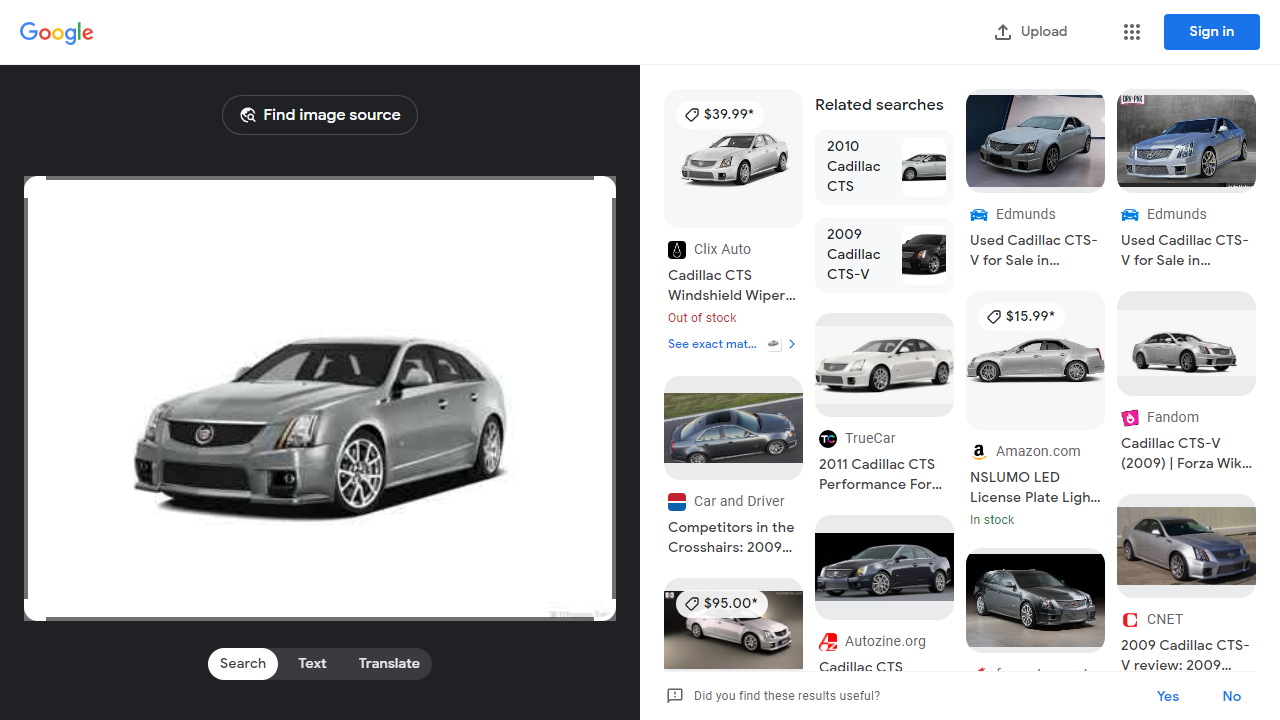 Google
Upload
Sign in
Find image source
Search
Text
Translate
$39.99*
Clix Auto
Cadillac CTS
Windshield Wiper...
Out of stock
See exact mat...
Car and Driver
Competitors in the
Crosshairs: 2009...
$95.00*
Related searches
2010
Cadillac
CTS
2009
Cadillac
CTS-V
TrueCar
2011 Cadillac CTS
Performance For...
Autozine.org
Cadillac CTS
Edmunds
Used Cadillac CTS-
V for Sale in...
$15.99*
Amazon.com
NSLUMO LED
License Plate Ligh...
In stock
Edmunds
Used Cadillac CTS-
V for Sale in...
Fandom
Cadillac CTS-V
(2009) | Forza Wik...
CNET
2009 Cadillac CTS-
V review: 2009...
Did you find these results useful?
Yes
No